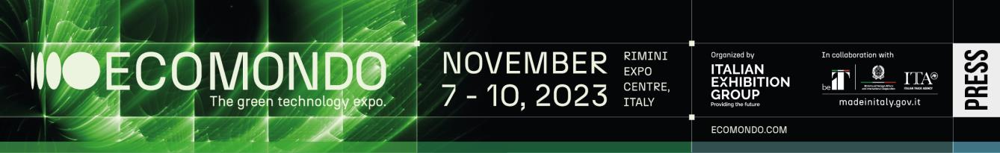 ECOMONDO
The green technology expo.
NOVEMBER
7 - 10, 2023
RIMINI
EXPO
CENTRE,
ITALY
Organized by
ITALIAN
EXHIBITION
GROUP
Providing the future
In collaboration with
be IT
ITA
ITALIAN TRADE AGENCY
madeinitaly.gov.it
ECOMONDO.COM
PRESS